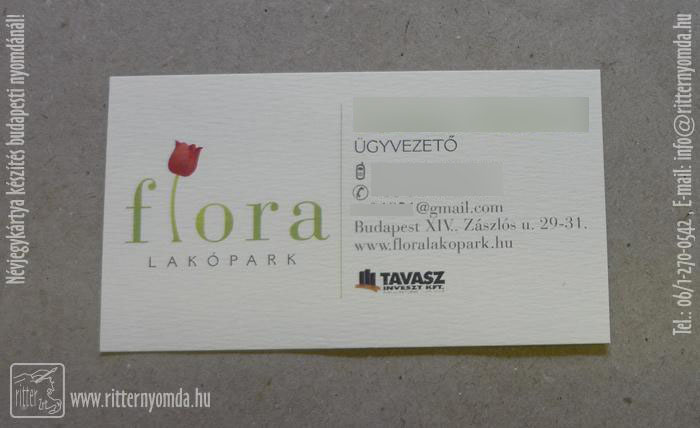 Névjegykártya készítés budapesti nyomdánál!
flora
LAKÓPARK
ÜGYVEZETŐ
@gmail.com
Budapest XIV. Zászlós u. 29-31.
www.floralakopark.hu
TAVASZ
INVESZT KFT.
Tel.: 06/1-270-0542 , E-mail: info@ritternyomda.hu
ritter
www.ritternyomda.hu